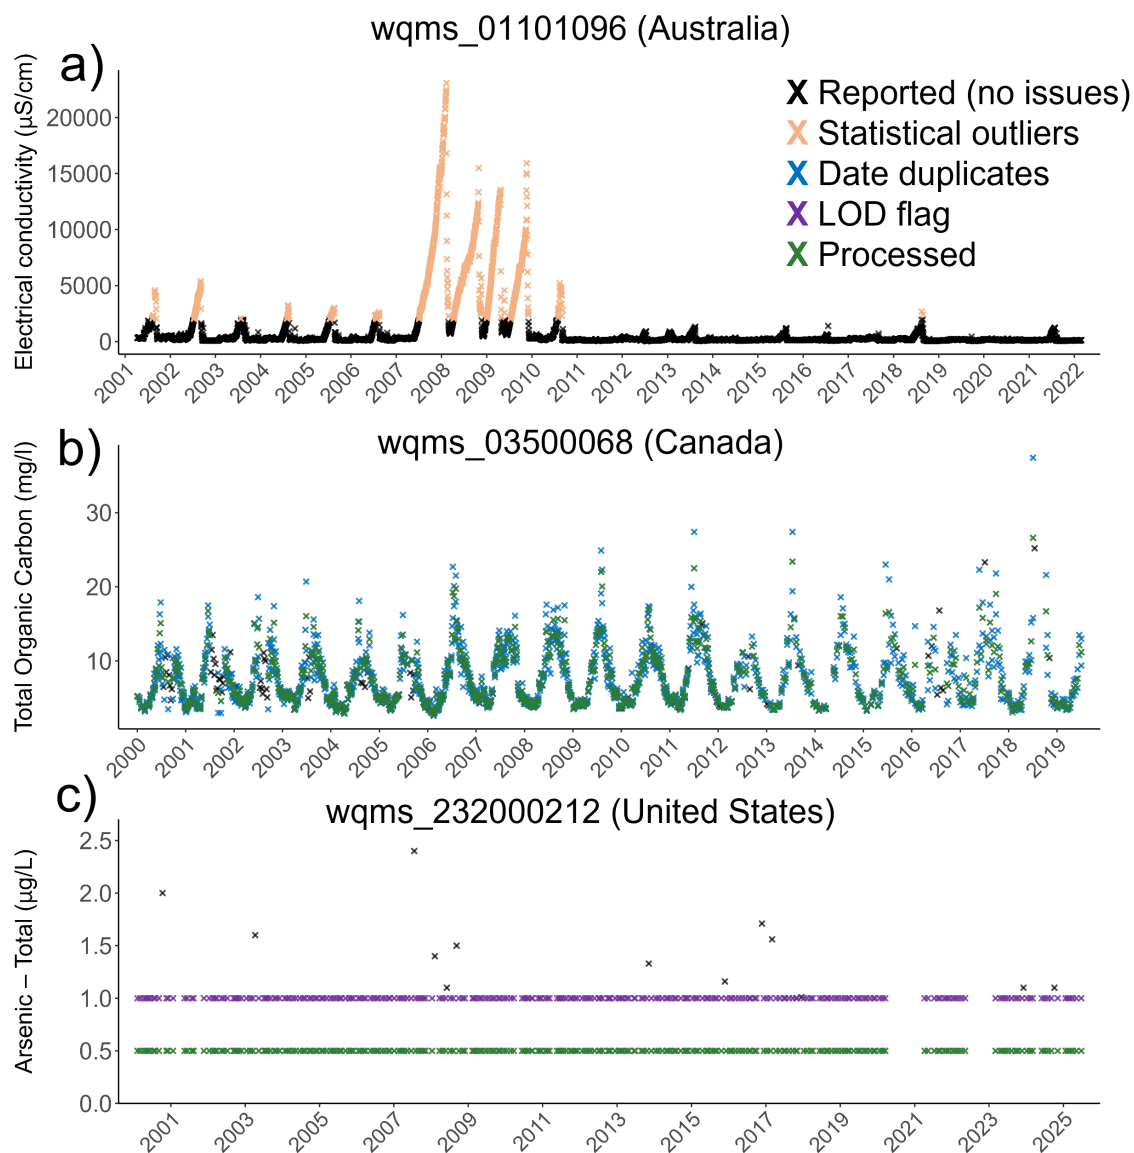 wqms_01101096 (Australia)
a)
Electrical conductivity (µS/cm)
20000
15000
10000
5000
0
X Reported (no issues)
X Statistical outliers
X Date duplicates
X LOD flag
X Processed
2001 2002 2003 2004 2005 2006 2007 2008 2009 2010 2011 2012 2013 2014 2015 2016 2017 2018 2019 2020 2021 2022
b)
wqms_03500068 (Canada)
Total Organic Carbon (mg/l)
30
20
10
2000 2001 2002 2003 2004 2005 2006 2007 2008 2009 2010 2011 2012 2013 2014 2015 2016 2017 2018 2019
c)
wqms_232000212 (United States)
Arsenic – Total (µg/L)
2.5
2.0
1.5
1.0
0.5
0.0
2001 2003 2005 2007 2009 2011 2013 2015 2017 2019 2021 2023 2025